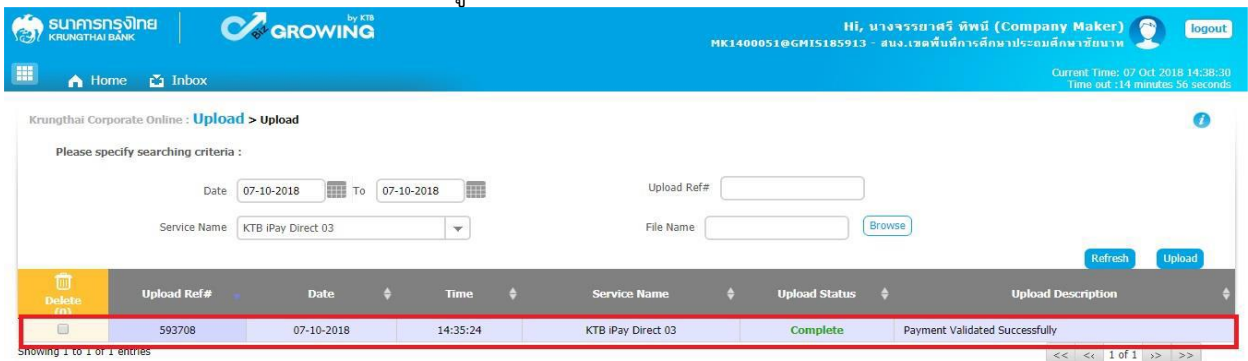 ธนาคารกรุงไทย
KRUNGTHAI BANK
Biz GROWING by KTB
Hi, นางจรรยาศรี ทิพนี (Company Maker)
MK1400051@GMIS185913 - สนง.เขตพื้นที่การศึกษาประถมศึกษาชัยนาท
logout
Home Inbox
Current Time: 07 Oct 2018 14:38:30
Time out :14 minutes 56 seconds
Krungthai Corporate Online : Upload > Upload
Please specify searching criteria :
Date 07-10-2018 To 07-10-2018 Upload Ref#
Service Name KTB iPay Direct 03 File Name Browse
Refresh Upload
Delete (0) Upload Ref# Date Time Service Name Upload Status Upload Description
593708 07-10-2018 14:35:24 KTB iPay Direct 03 Complete Payment Validated Successfully
Showing 1 to 1 of 1 entries << <‹ 1 of 1 ›> >>